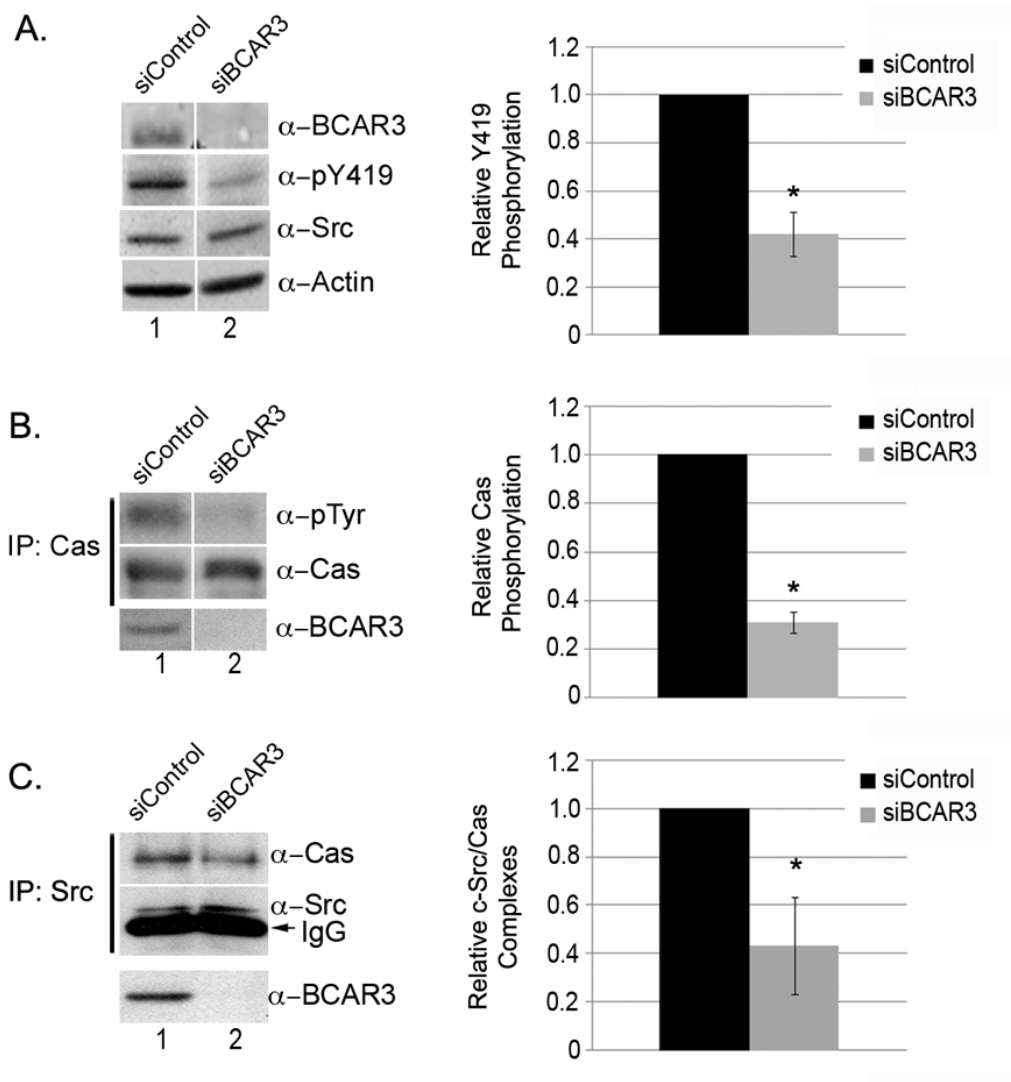 A.
siControl siBCAR3
α–BCAR3
α–pY419
α–Src
α–Actin
1 2
Relative Y419
Phosphorylation
1.2
1.0
0.8
0.6
0.4
0.2
0
*
siControl
siBCAR3
B.
siControl siBCAR3
IP: Cas
α–pTyr
α–Cas
α–BCAR3
1 2
Relative Cas
Phosphorylation
1.2
1.0
0.8
0.6
0.4
0.2
0
*
siControl
siBCAR3
C.
siControl siBCAR3
IP: Src
α–Cas
α–Src
IgG
α–BCAR3
1 2
Relative c-Src/Cas
Complexes
1.2
1.0
0.8
0.6
0.4
0.2
0
*
siControl
siBCAR3